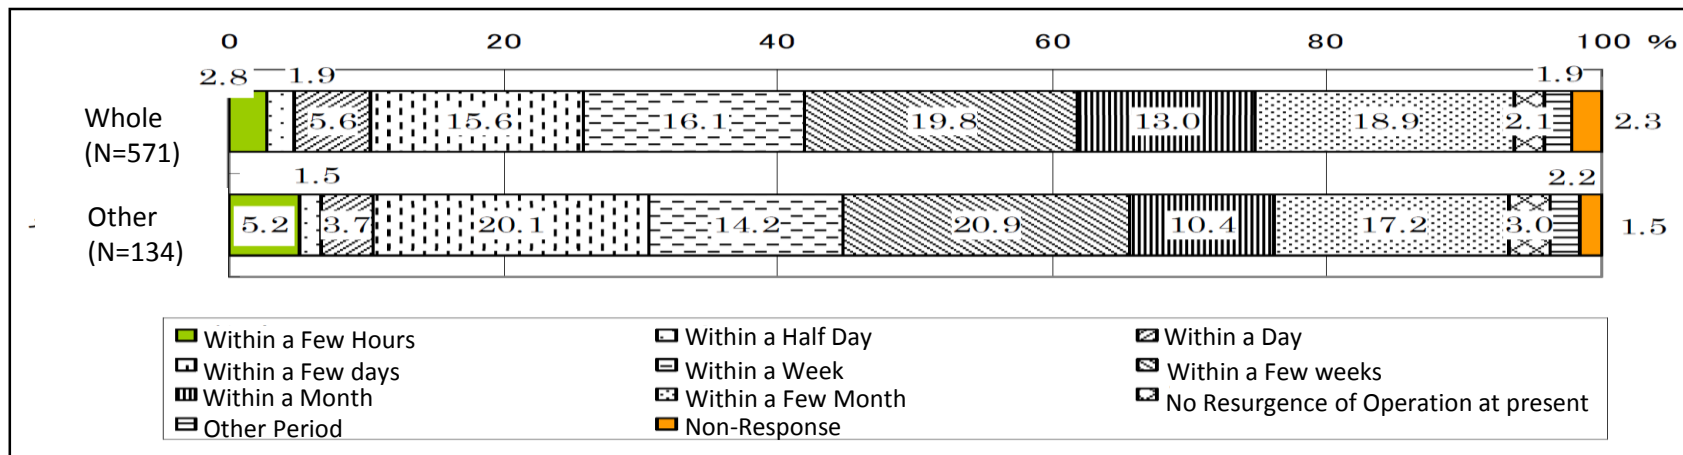 0 20 40 60 80 100 %
2.8 1.9 1.9
Whole
(N=571)
5.6 15.6 16.1 19.8 13.0 18.9 2.1 2.3
1.5 2.2
Other
(N=134)
5.2 3.7 20.1 14.2 20.9 10.4 17.2 3.0 1.5
Within a Few Hours Within a Half Day Within a Day
Within a Few days Within a Week Within a Few weeks
Within a Month Within a Few Month No Resurgence of Operation at present
Other Period Non-Response